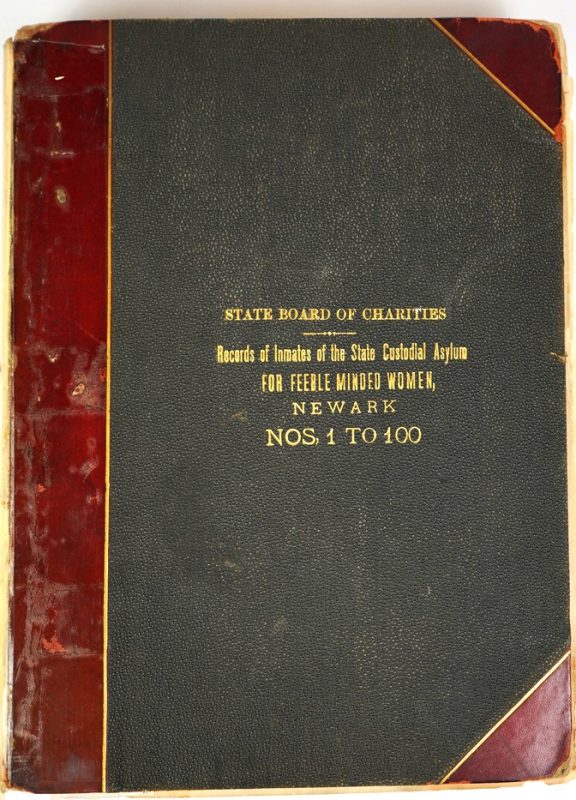 STATE BOARD OF CHARITIES
Records of Inmates of the State Custodial Asylum
FOR FEEBLE MINDED WOMEN,
NEWARK
NOS, 1 TO 100